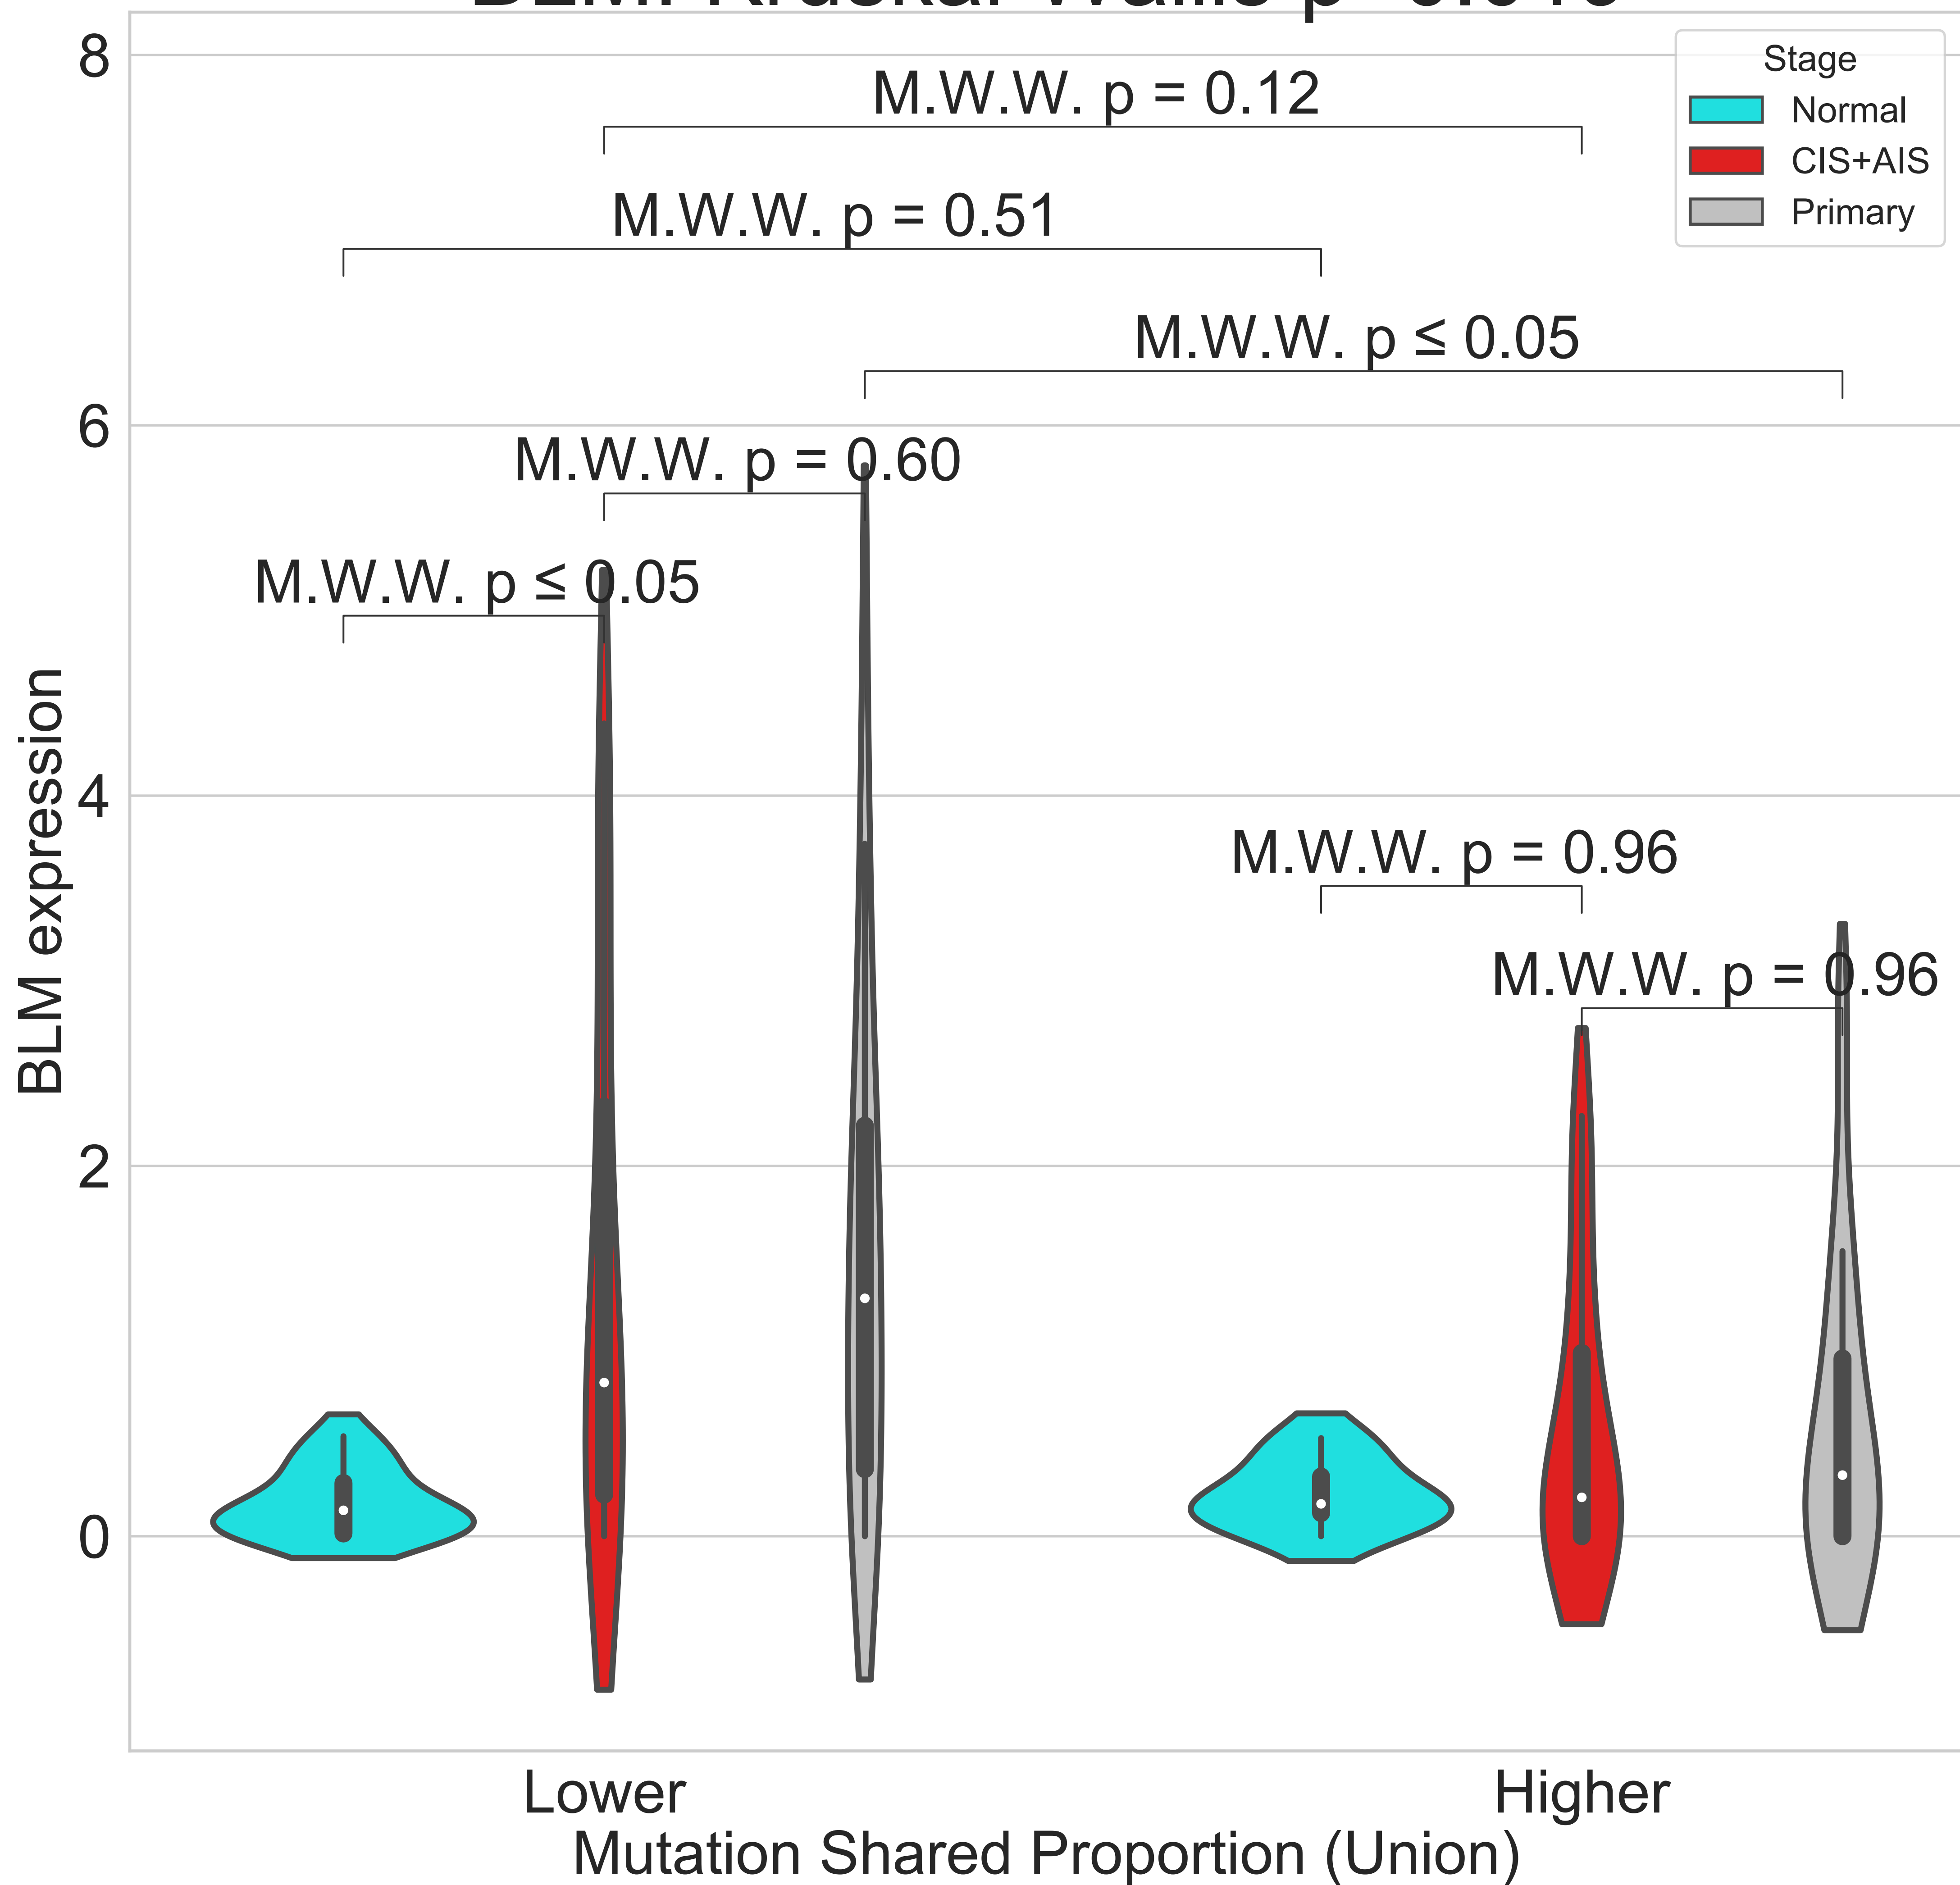 8
6
4
2
0
BLM expression
M.W.W. p = 0.12
M.W.W. p = 0.51
M.W.W. p ≤ 0.05
M.W.W. p = 0.60
M.W.W. p ≤ 0.05
M.W.W. p = 0.96
M.W.W. p = 0.96
Stage
Normal
CIS+AIS
Primary
Lower
Higher
Mutation Shared Proportion (Union)